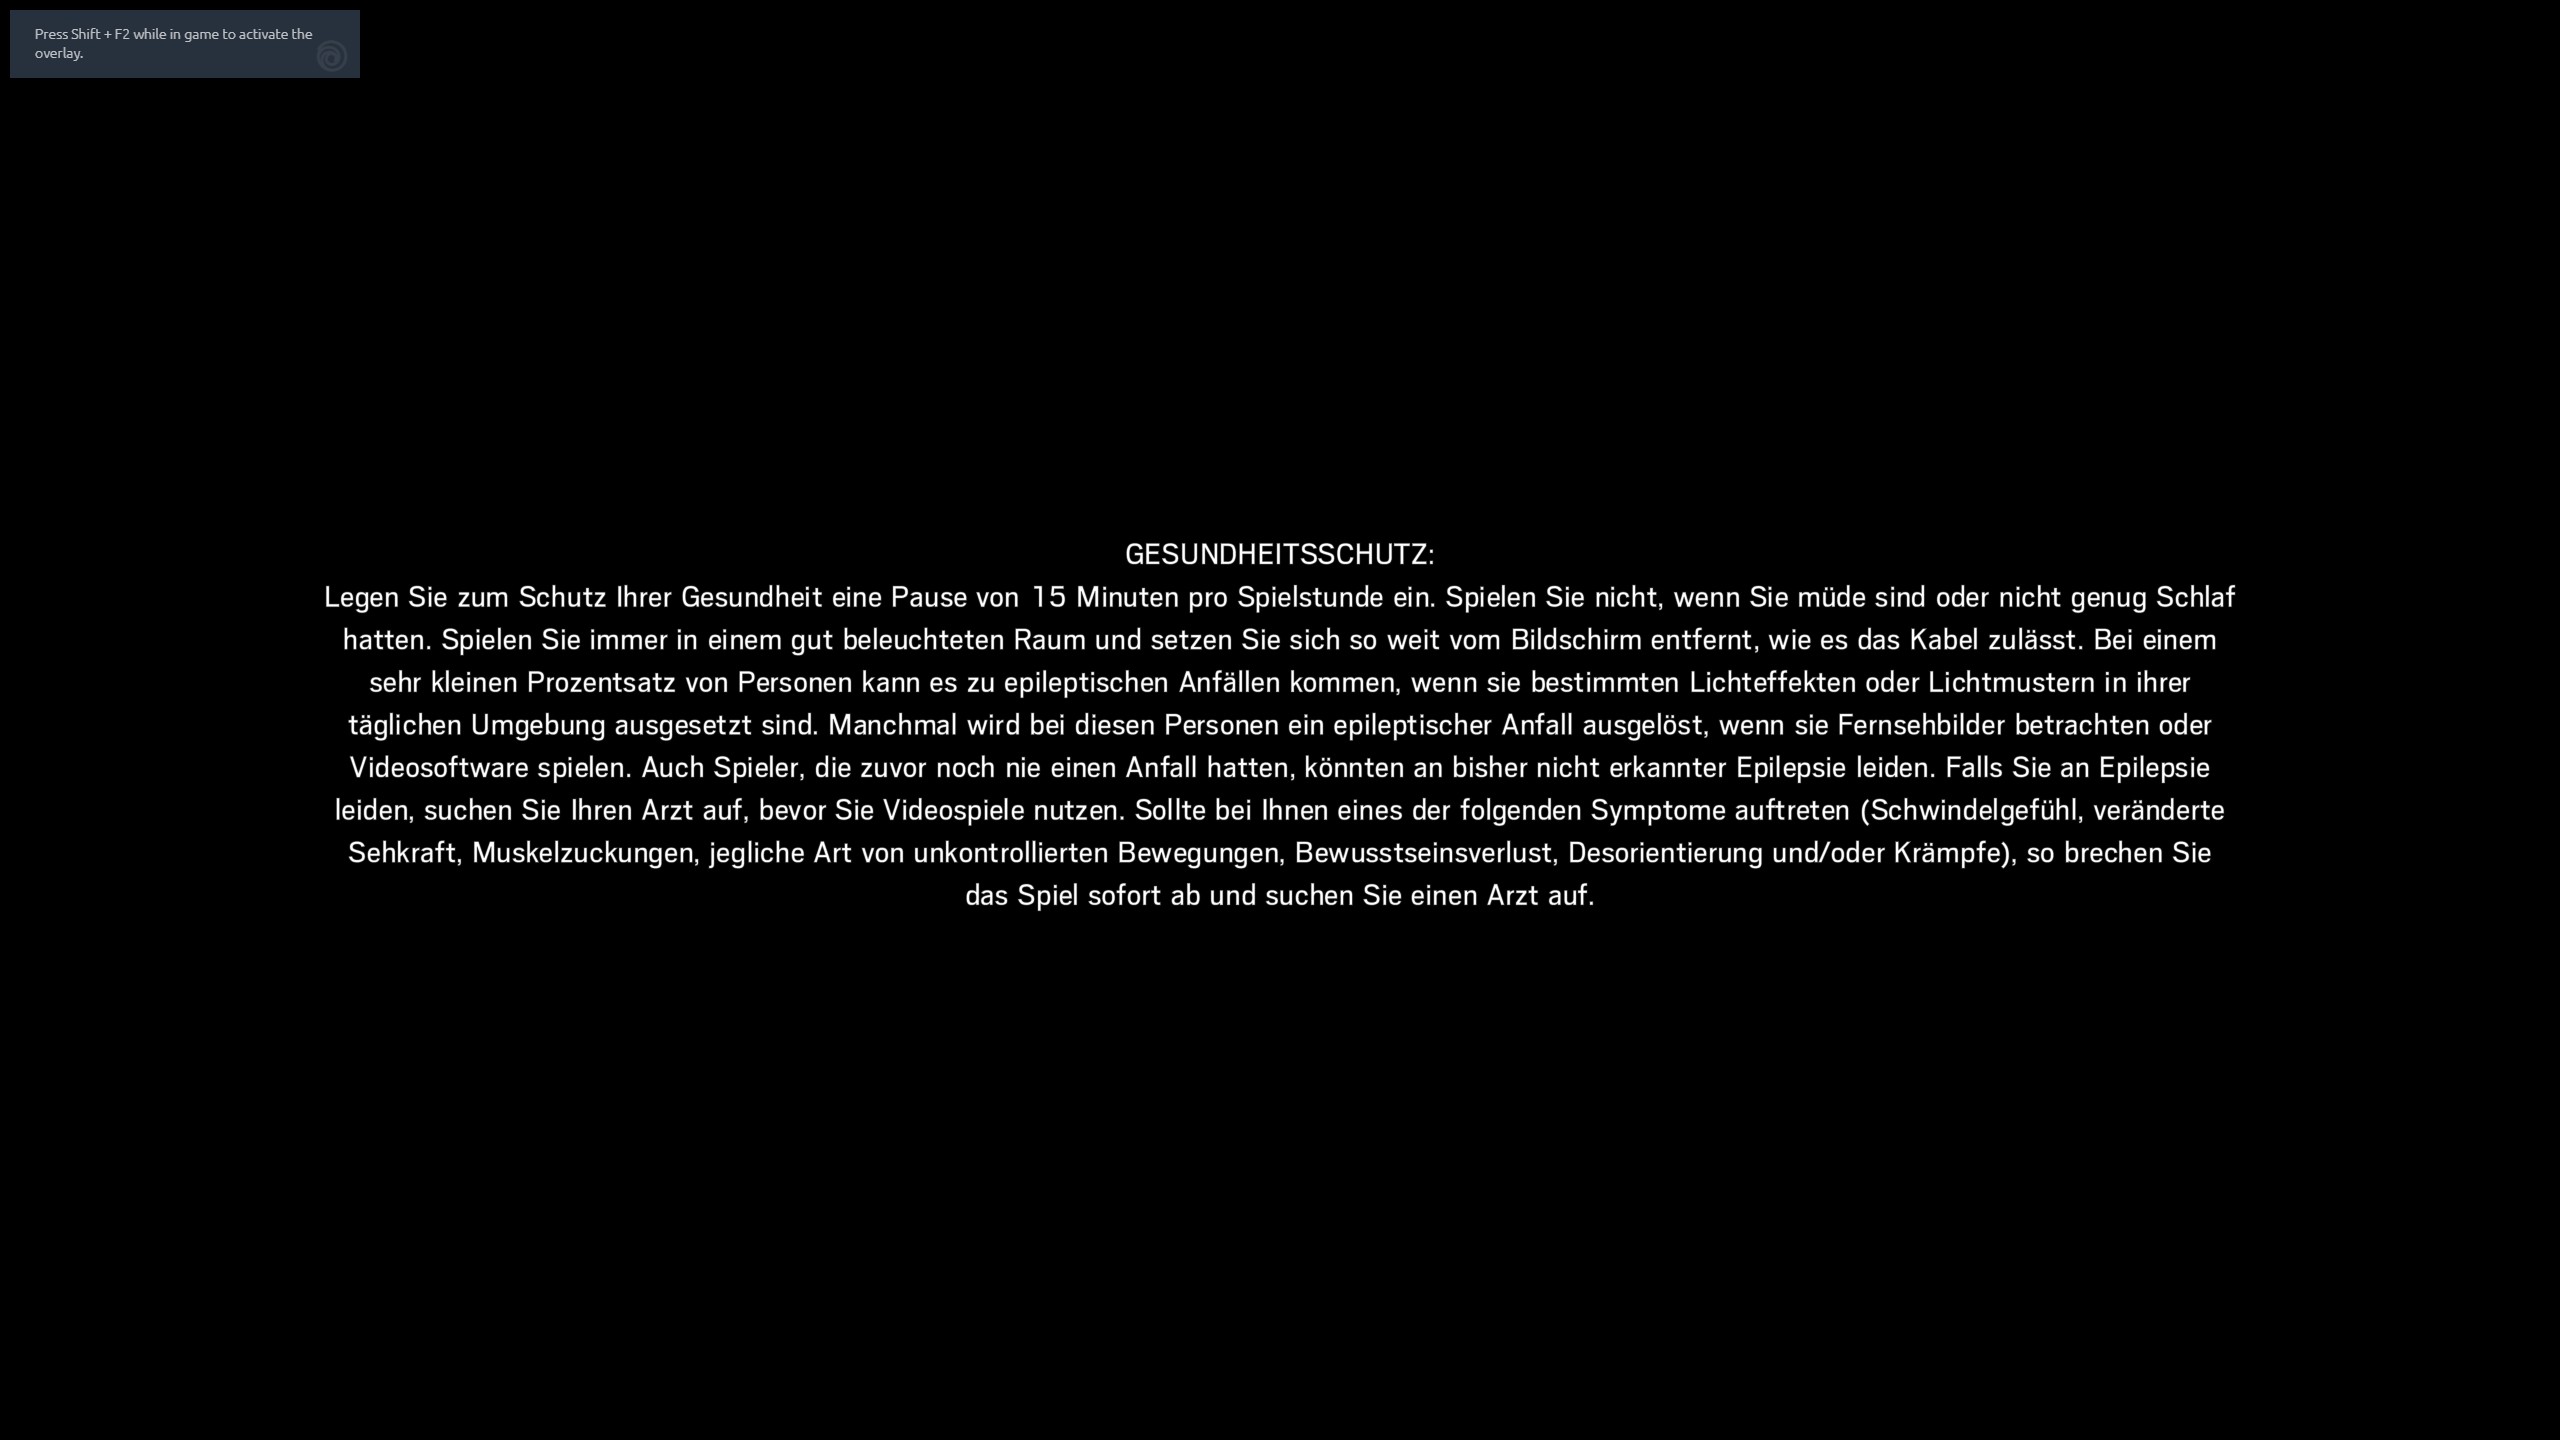 Press Shift + F2 while in game to activate the
overlay.
GESUNDHEITSSCHUTZ:
Legen Sie zum Schutz Ihrer Gesundheit eine Pause von 15 Minuten pro Spielstunde ein. Spielen Sie nicht, wenn Sie müde sind oder nicht genug Schlaf
hatten. Spielen Sie immer in einem gut beleuchteten Raum und setzen Sie sich so weit vom Bildschirm entfernt, wie es das Kabel zulässt. Bei einem
sehr kleinen Prozentsatz von Personen kann es zu epileptischen Anfällen kommen, wenn sie bestimmten Lichteffekten oder Lichtmustern in ihrer
täglichen Umgebung ausgesetzt sind. Manchmal wird bei diesen Personen ein epileptischer Anfall ausgelöst, wenn sie Fernsehbilder betrachten oder
Videosoftware spielen. Auch Spieler, die zuvor noch nie einen Anfall hatten, könnten an bisher nicht erkannter Epilepsie leiden. Falls Sie an Epilepsie
leiden, suchen Sie Ihren Arzt auf, bevor Sie Videospiele nutzen. Sollte bei Ihnen eines der folgenden Symptome auftreten (Schwindelgefühl, veränderte
Sehkraft, Muskelzuckungen, jegliche Art von unkontrollierten Bewegungen, Bewusstseinsverlust, Desorientierung und/oder Krämpfe), so brechen Sie
das Spiel sofort ab und suchen Sie einen Arzt auf.